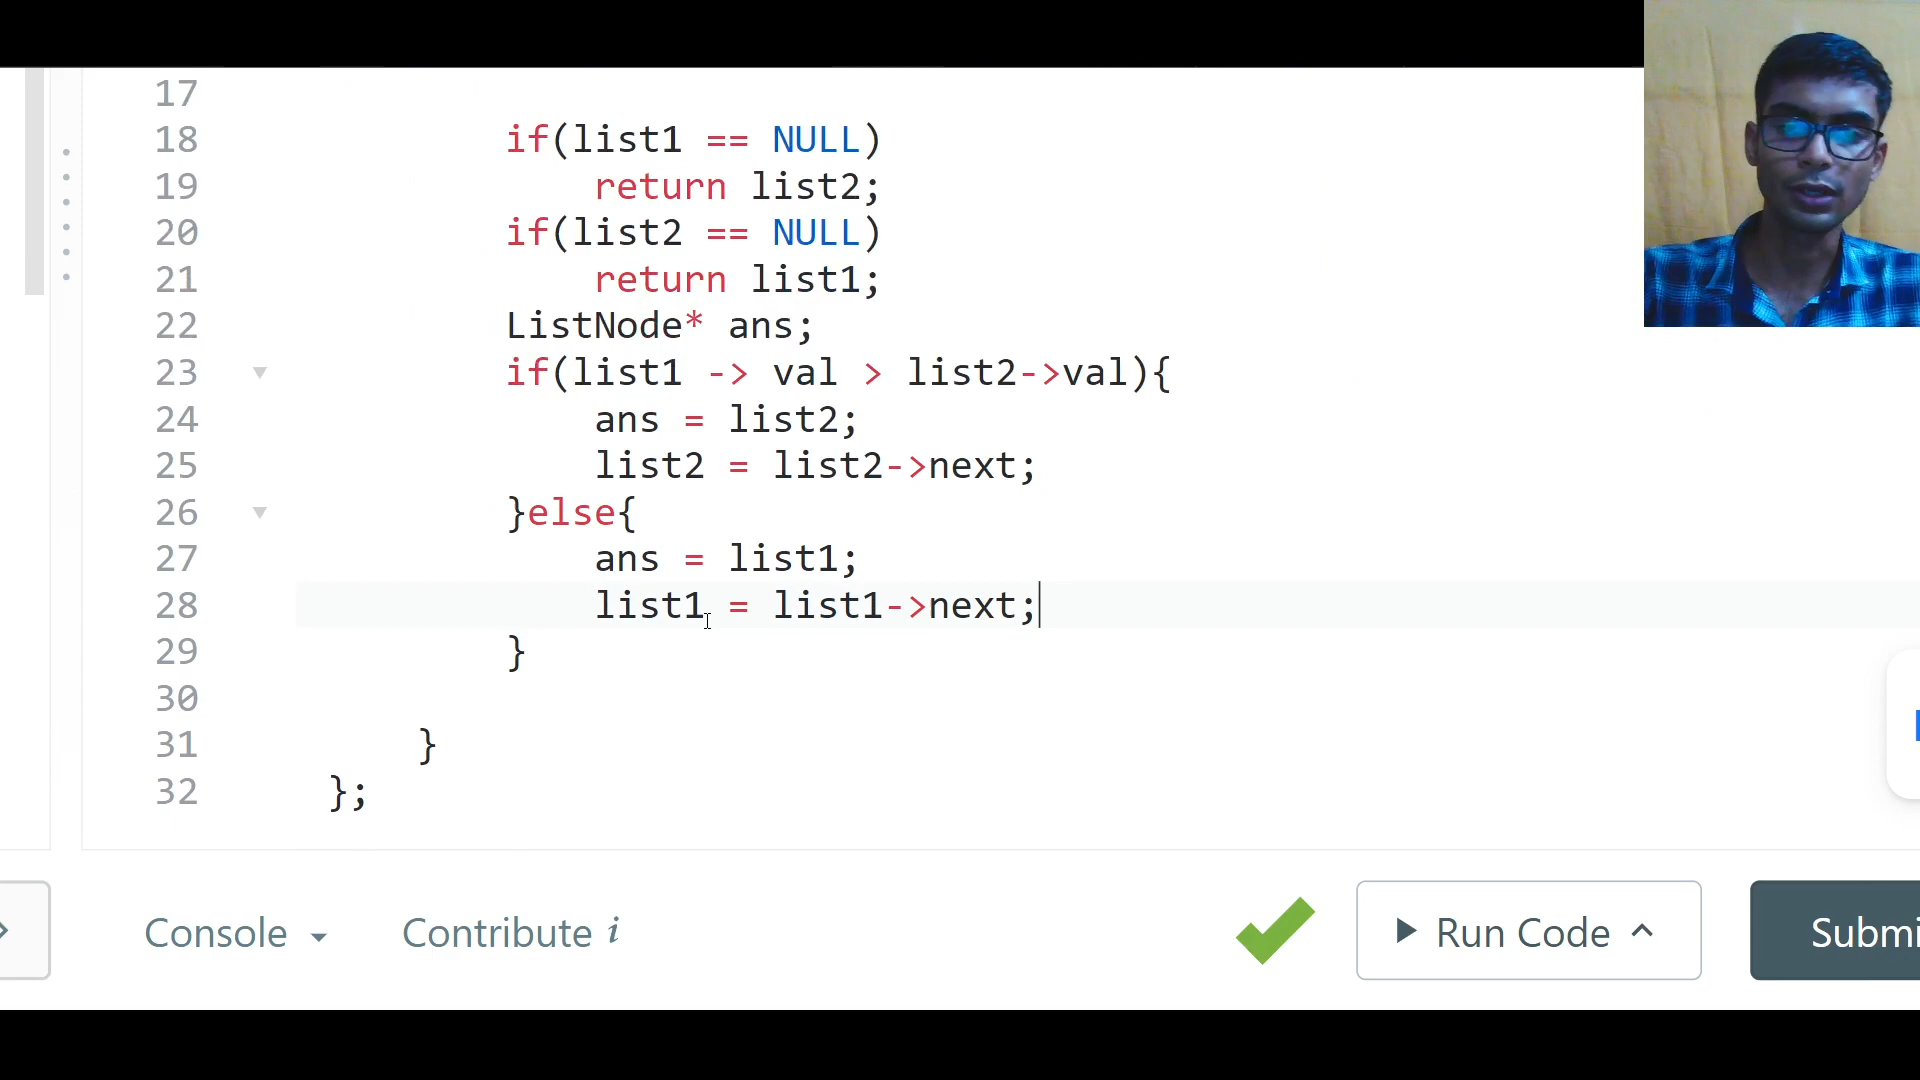 17
18 if(list1 == NULL)
19 return list2;
20 if(list2 == NULL)
21 return list1;
22 ListNode* ans;
23 if(list1 -> val > list2->val){
24 ans = list2;
25 list2 = list2->next;
26 }else{
27 ans = list1;
28 list1 = list1->next;
29 }
30
31 }
32 };
Console Contribute i Run Code Submi